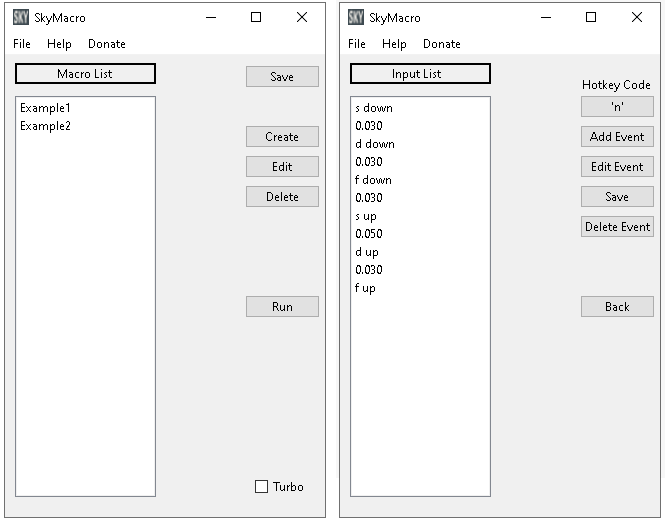 SKY SkyMacro
File Help Donate
Macro List
Save
Example1
Example2
Create
Edit
Delete
Run
Turbo
SKY SkyMacro
File Help Donate
Input List
Hotkey Code
'n'
s down
0.030
d down
0.030
f down
0.030
s up
0.050
d up
0.030
f up
Add Event
Edit Event
Save
Delete Event
Back